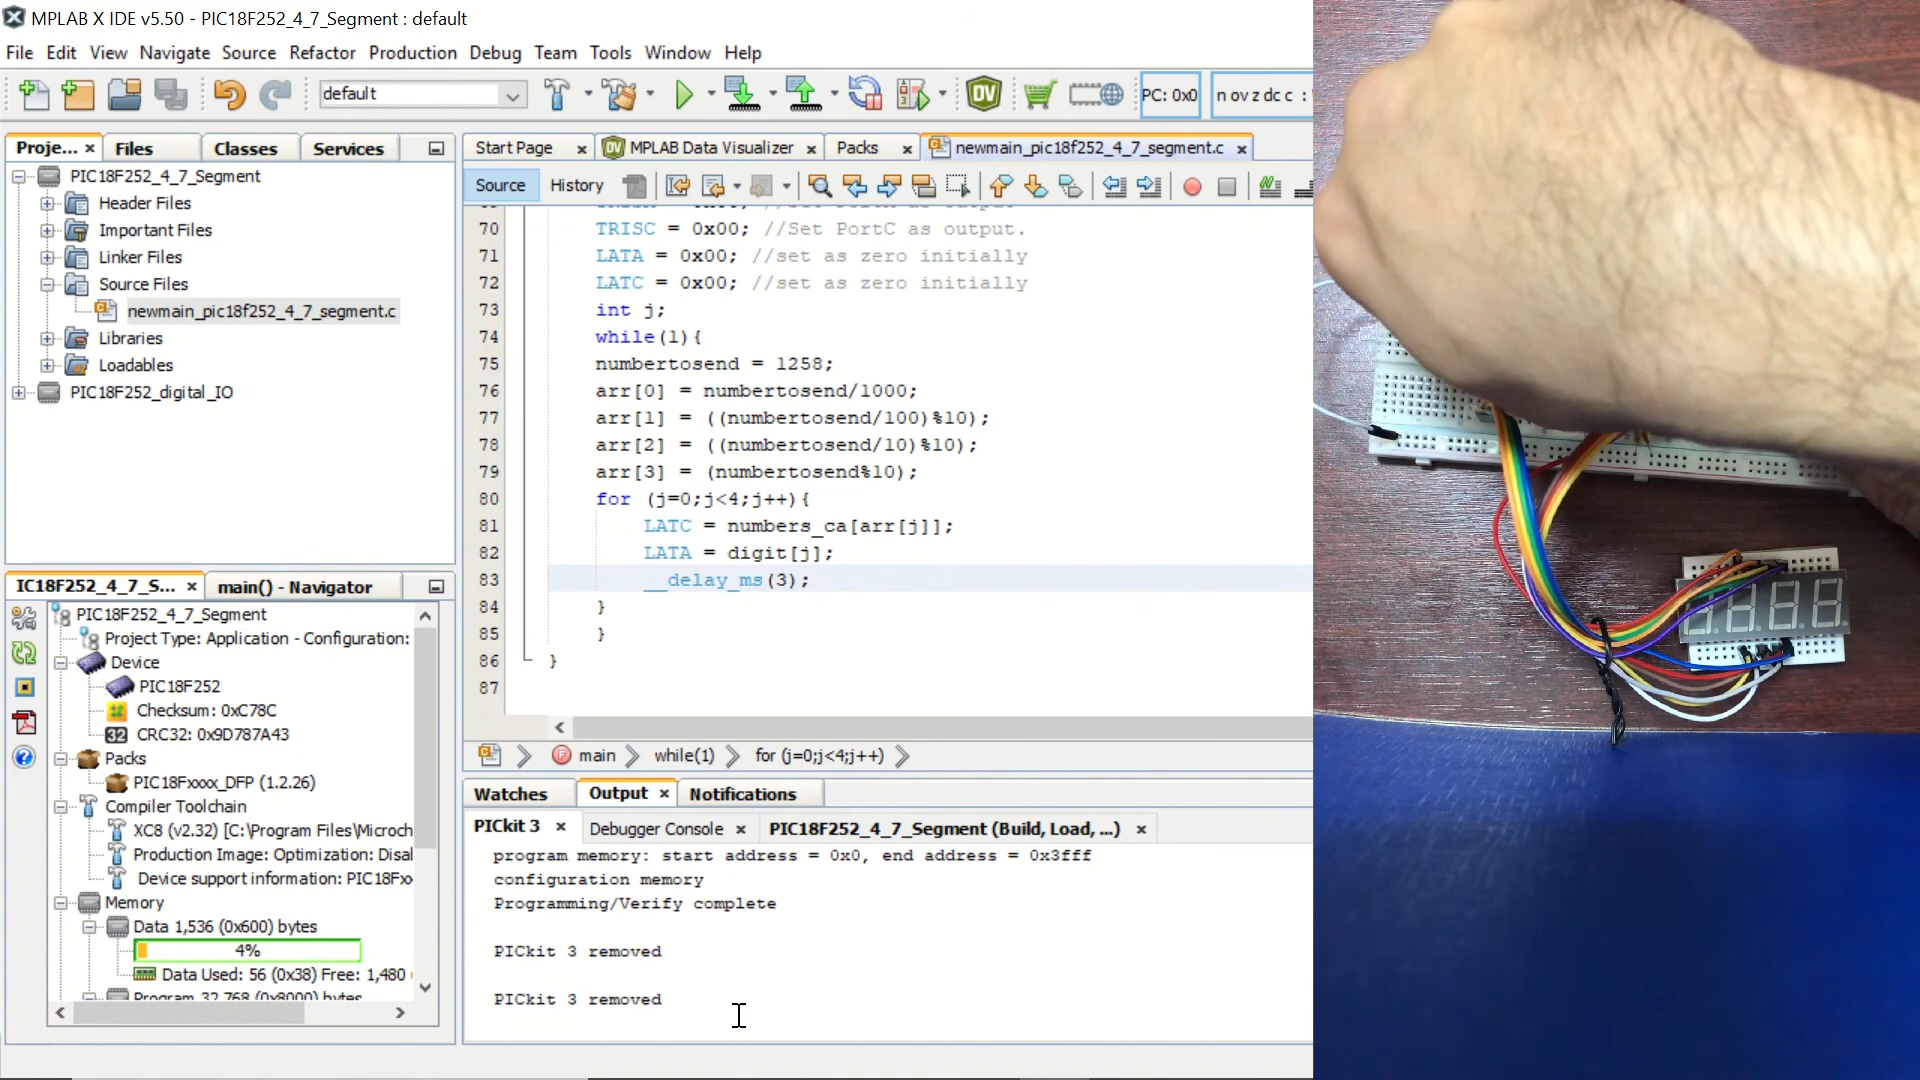 MPLAB X IDE v5.50 - PIC18F252_4_7_Segment : default
File Edit View Navigate Source Refactor Production Debug Team Tools Window Help
default
PC: 0x0
n ov z dc c :
Proje... Files Classes Services
PIC18F252_4_7_Segment
Header Files
Important Files
Linker Files
Source Files
newmain_pic18f252_4_7_segment.c
Libraries
Loadables
PIC18F252_digital_IO
Start Page MPLAB Data Visualizer Packs newmain_pic18f252_4_7_segment.c
Source History
70 TRISC = 0x00; //Set PortC as output.
71 LATA = 0x00; //set as zero initially
72 LATC = 0x00; //set as zero initially
73 int j;
74 while(1){
75 numbertosend = 1258;
76 arr[0] = numbertosend/1000;
77 arr[1] = ((numbertosend/100)%10);
78 arr[2] = ((numbertosend/10)%10);
79 arr[3] = (numbertosend%10);
80 for (j=0;j<4;j++){
81 LATC = numbers_ca[arr[j]];
82 LATA = digit[j];
83 __delay_ms(3);
84 }
85 }
86 }
87
main while(1) for (j=0;j<4;j++)
IC18F252_4_7_S... main() - Navigator
PIC18F252_4_7_Segment
Project Type: Application - Configuration:
Device
PIC18F252
Checksum: 0xC78C
CRC32: 0x9D787A43
Packs
PIC18Fxxxx_DFP (1.2.26)
Compiler Toolchain
XC8 (v2.32) [C:\Program Files\Microch
Production Image: Optimization: Disal
Device support information: PIC18Fx
Memory
Data 1,536 (0x600) bytes
4%
Data Used: 56 (0x38) Free: 1,480
Program 32,768 (0x8000) bytes
Watches Output Notifications
PICkit 3 Debugger Console PIC18F252_4_7_Segment (Build, Load, ...)
program memory: start address = 0x0, end address = 0x3fff
configuration memory
Programming/Verify complete
PICkit 3 removed
PICkit 3 removed